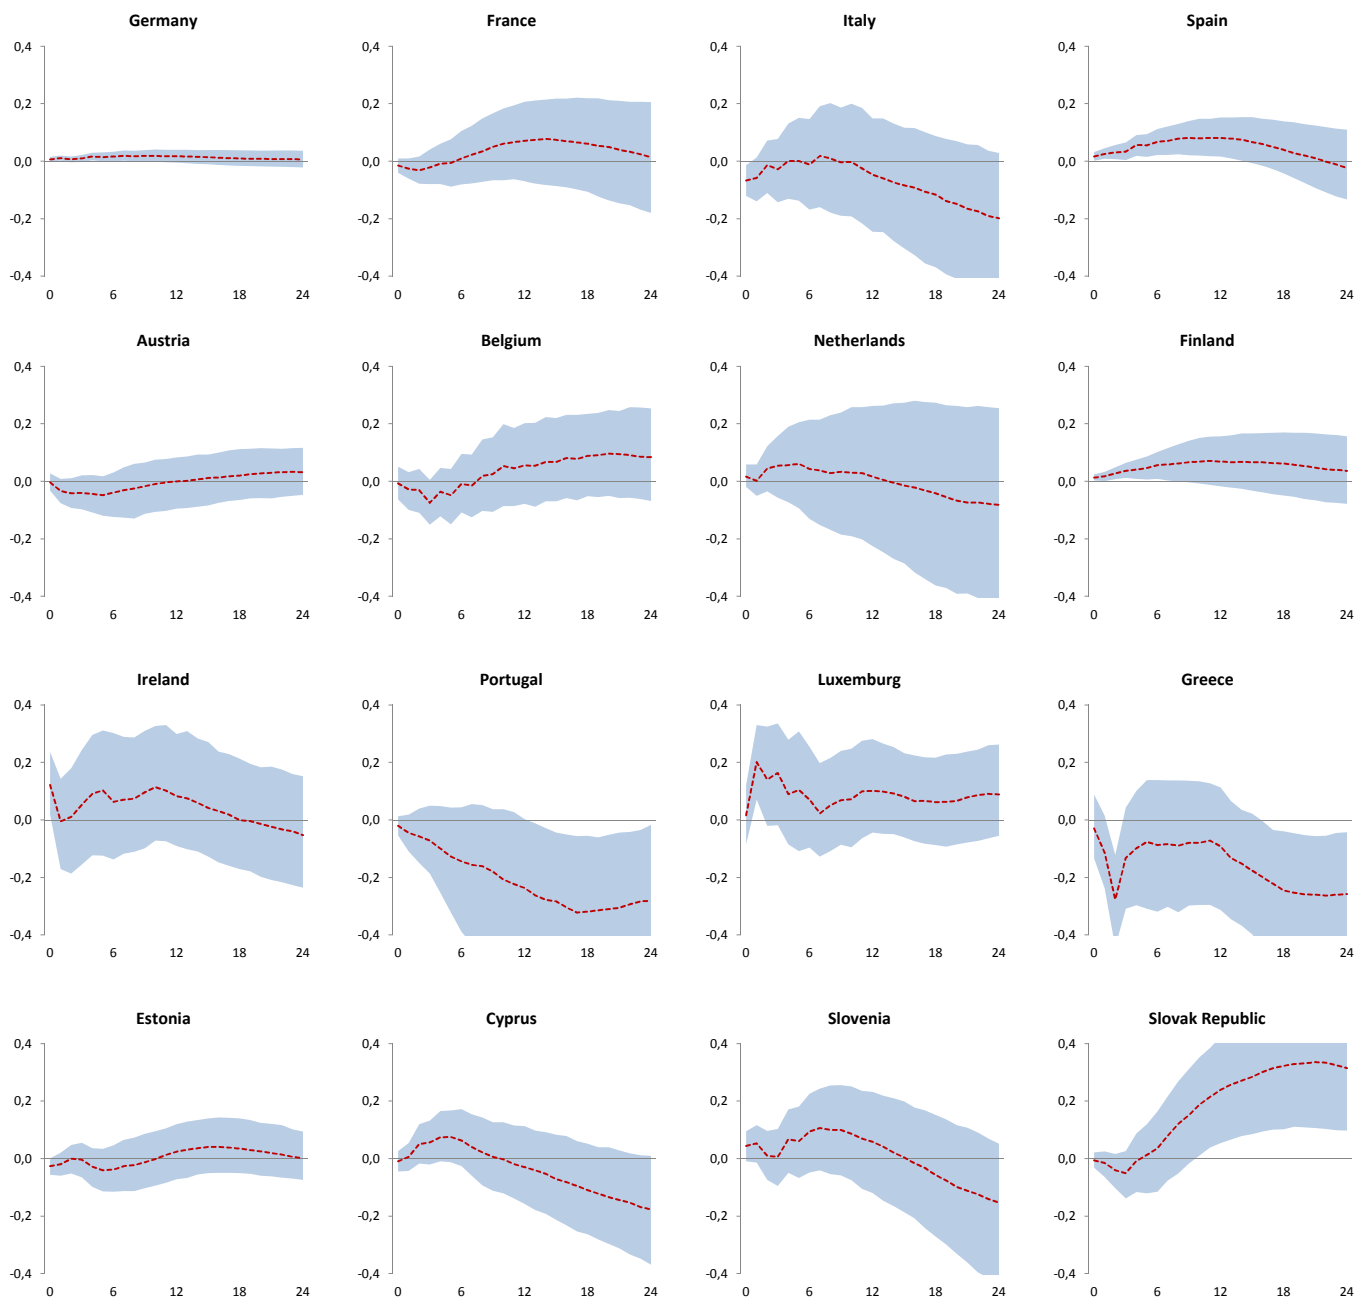 Germany France Italy Spain
0,4 0,4 0,4 0,4
0,2 0,2 0,2 0,2
0,0 0,0 0,0 0,0
-0,2 -0,2 -0,2 -0,2
-0,4 -0,4 -0,4 -0,4
0 6 12 18 24 0 6 12 18 24 0 6 12 18 24 0 6 12 18 24
Austria Belgium Netherlands Finland
0,4 0,4 0,4 0,4
0,2 0,2 0,2 0,2
0,0 0,0 0,0 0,0
-0,2 -0,2 -0,2 -0,2
-0,4 -0,4 -0,4 -0,4
0 6 12 18 24 0 6 12 18 24 0 6 12 18 24 0 6 12 18 24
Ireland Portugal Luxemburg Greece
0,4 0,4 0,4 0,4
0,2 0,2 0,2 0,2
0,0 0,0 0,0 0,0
-0,2 -0,2 -0,2 -0,2
-0,4 -0,4 -0,4 -0,4
0 6 12 18 24 0 6 12 18 24 0 6 12 18 24 0 6 12 18 24
Estonia Cyprus Slovenia Slovak Republic
0,4 0,4 0,4 0,4
0,2 0,2 0,2 0,2
0,0 0,0 0,0 0,0
-0,2 -0,2 -0,2 -0,2
-0,4 -0,4 -0,4 -0,4
0 6 12 18 24 0 6 12 18 24 0 6 12 18 24 0 6 12 18 24